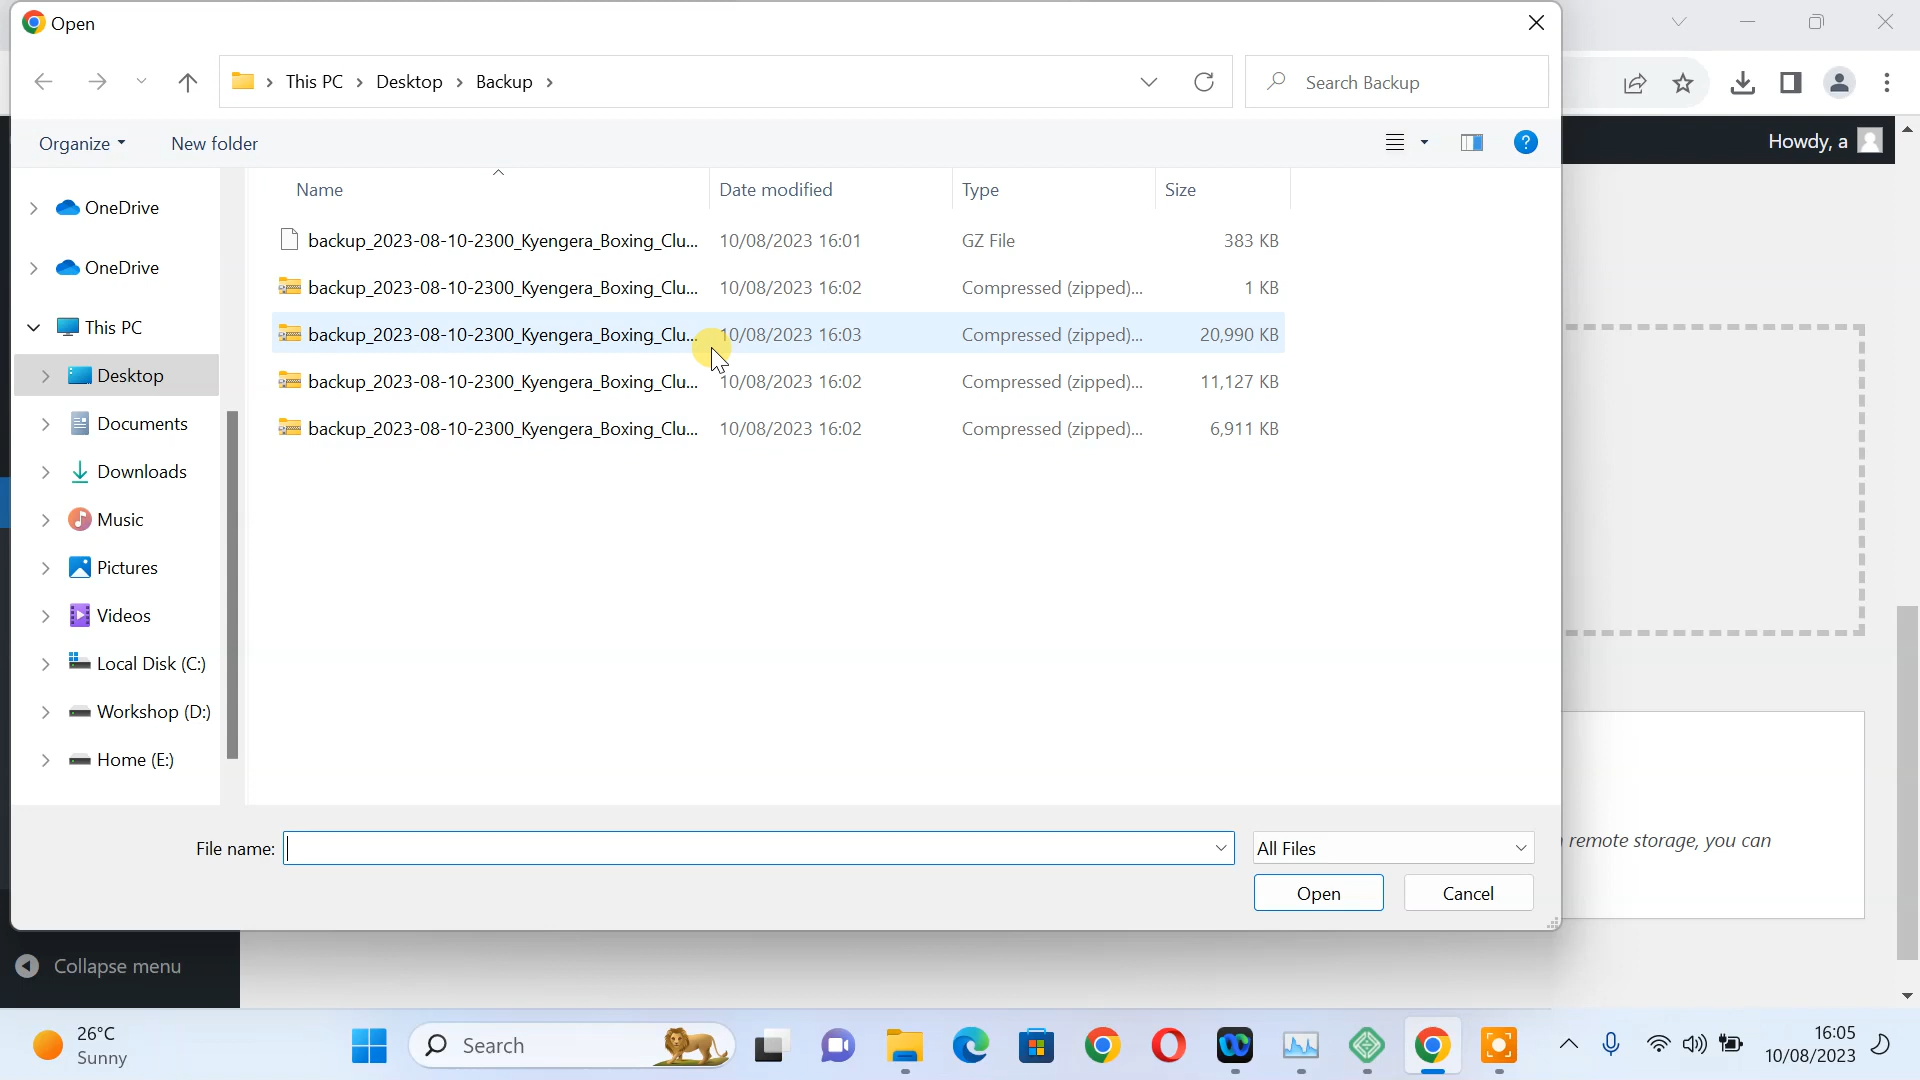 Open
This PC > Desktop > Backup >
Search Backup
Organize
New folder
Howdy, a
Name
Date modified
Type
Size
OneDrive
OneDrive
This PC
Desktop
Documents
Downloads
Music
Pictures
Videos
Local Disk (C:)
Workshop (D:)
Home (E:)
backup_2023-08-10-2300_Kyengera_Boxing_Clu... 10/08/2023 16:01 GZ File 383 KB
backup_2023-08-10-2300_Kyengera_Boxing_Clu... 10/08/2023 16:02 Compressed (zipped)... 1 KB
backup_2023-08-10-2300_Kyengera_Boxing_Clu... 10/08/2023 16:03 Compressed (zipped)... 20,990 KB
backup_2023-08-10-2300_Kyengera_Boxing_Clu... 10/08/2023 16:02 Compressed (zipped)... 11,127 KB
backup_2023-08-10-2300_Kyengera_Boxing_Clu... 10/08/2023 16:02 Compressed (zipped)... 6,911 KB
File name:
All Files
remote storage, you can
Open
Cancel
Collapse menu
26°C
Sunny
Search
16:05
10/08/2023